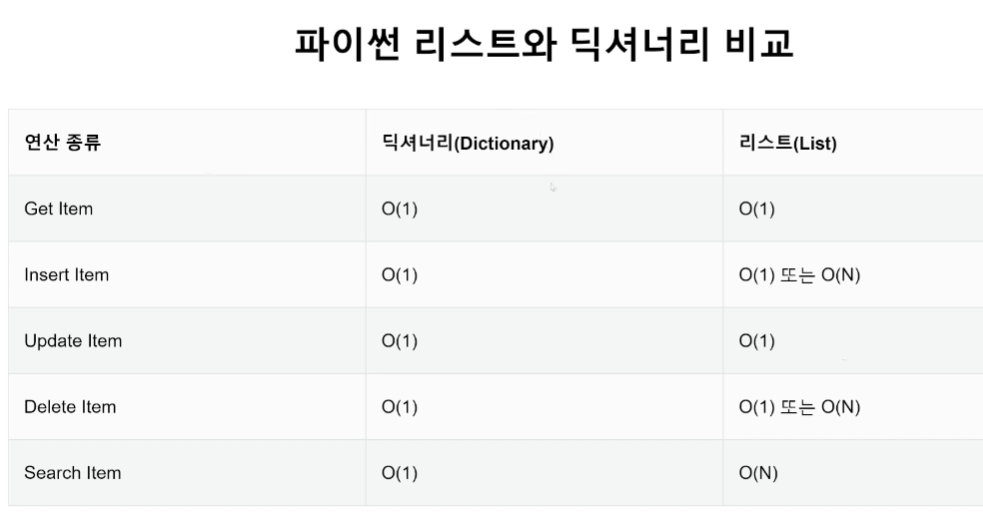 파이썬 리스트와 딕셔너리 비교
연산 종류 딕셔너리(Dictionary) 리스트(List)
Get Item O(1) O(1)
Insert Item O(1) O(1) 또는 O(N)
Update Item O(1) O(1)
Delete Item O(1) O(1) 또는 O(N)
Search Item O(1) O(N)